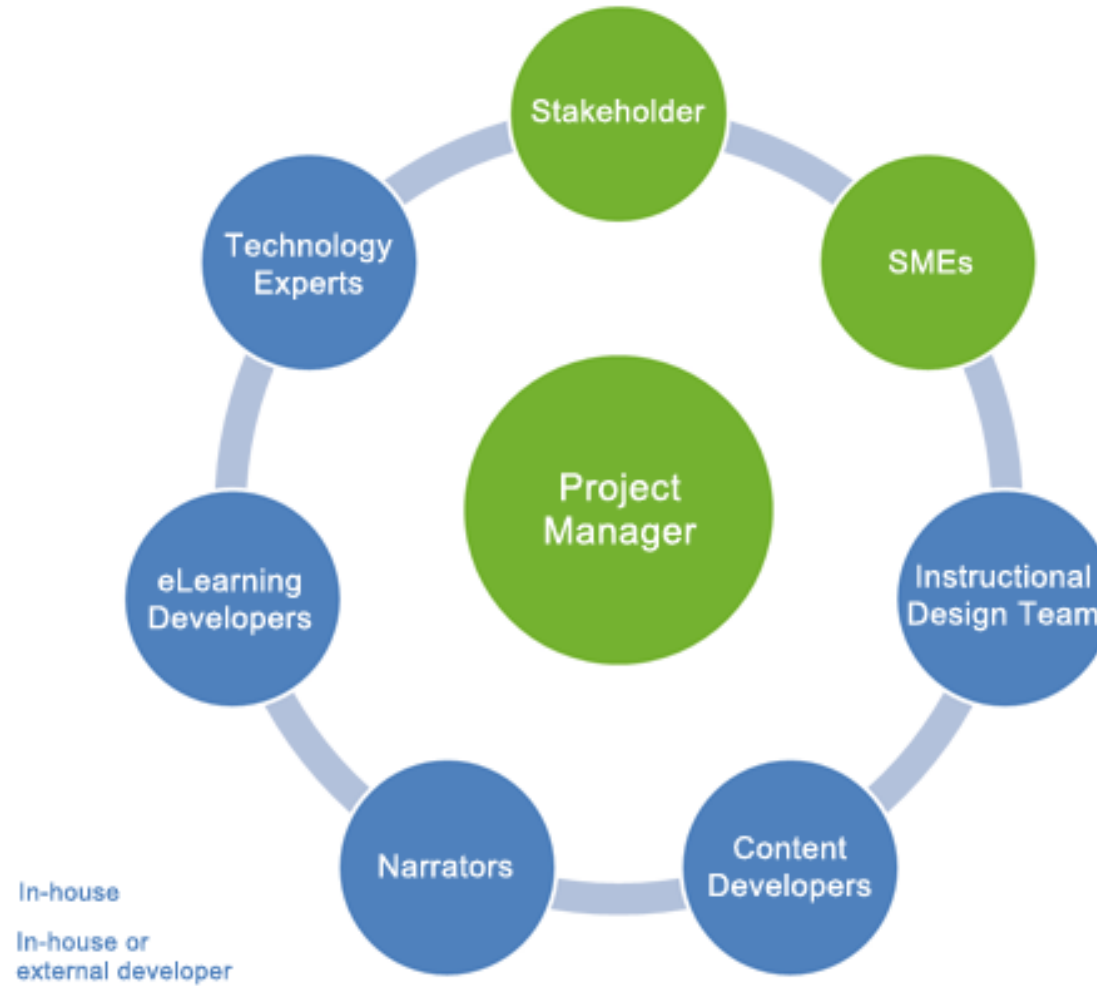 Stakeholder
SMEs
Technology
Experts
Project
Manager
Instructional
Design Team
eLearning
Developers
Content
Developers
Narrators
In-house
In-house or
external developer